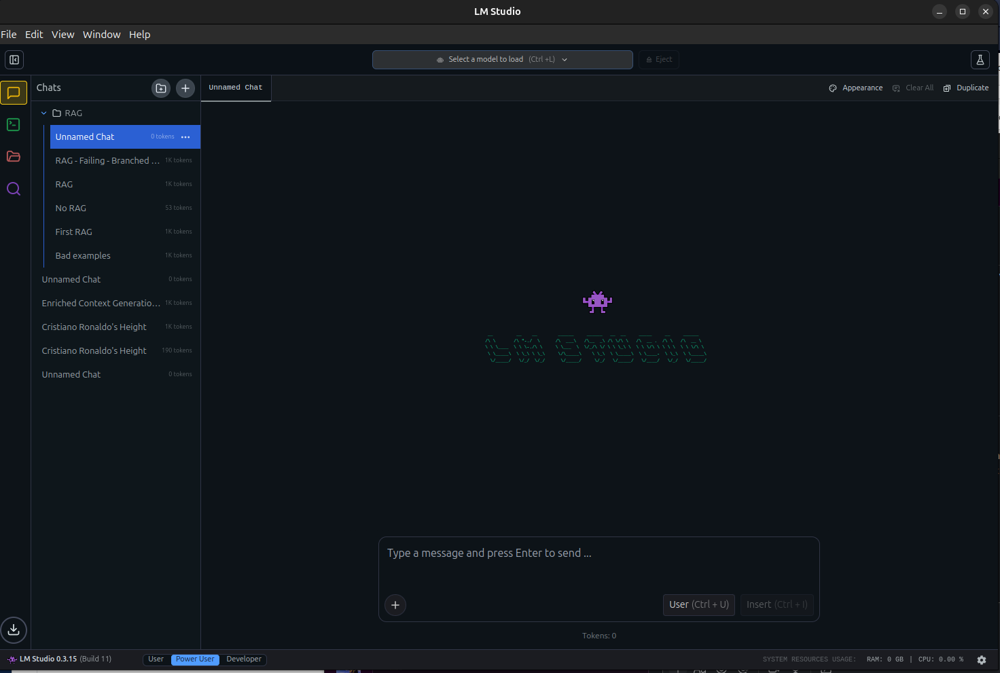 LM Studio
File Edit View Window Help
Select a model to load (Ctrl +L)
Eject
Chats
Unnamed Chat
Appearance
Clear All
Duplicate
RAG
Unnamed Chat 0 tokens
RAG - Failing - Branched ... 1K tokens
RAG 1K tokens
No RAG 53 tokens
First RAG 1K tokens
Bad examples 1K tokens
Unnamed Chat 0 tokens
Enriched Context Generatio... 1K tokens
Cristiano Ronaldo's Height 1K tokens
Cristiano Ronaldo's Height 190 tokens
Unnamed Chat 0 tokens
LM STUDIO
Type a message and press Enter to send ...
User (Ctrl + U)
Insert (Ctrl + I)
Tokens: 0
LM Studio 0.3.15 (Build 11)
User Power User Developer
SYSTEM RESOURCES USAGE: RAM: 0 GB | CPU: 0.00 %